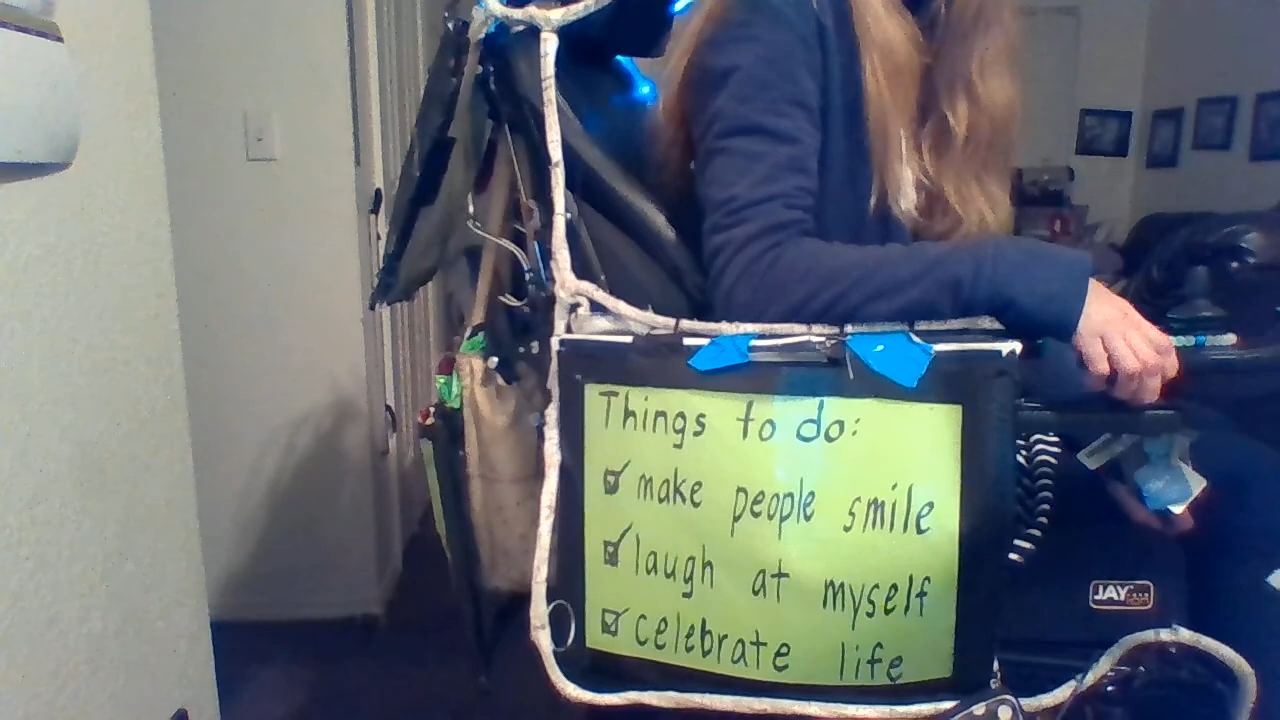 Things to do:
make people smile
laugh at myself
celebrate life
JAY